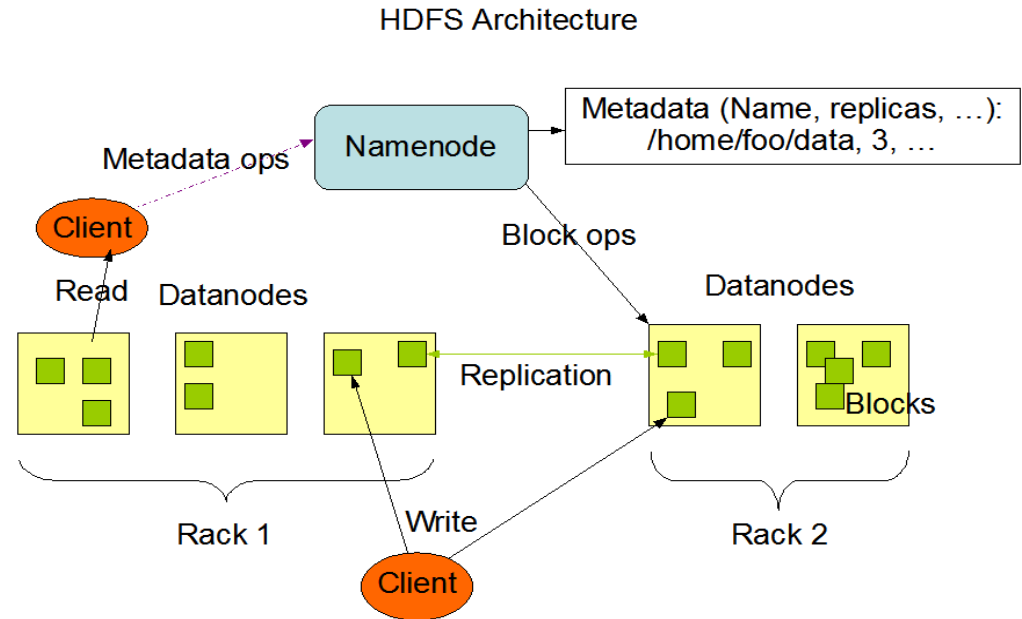 HDFS Architecture
Metadata (Name, replicas, …):
/home/foo/data, 3, …
Namenode
Metadata ops
Client
Block ops
Read
Datanodes
Datanodes
Replication
Blocks
Rack 1
Write
Rack 2
Client